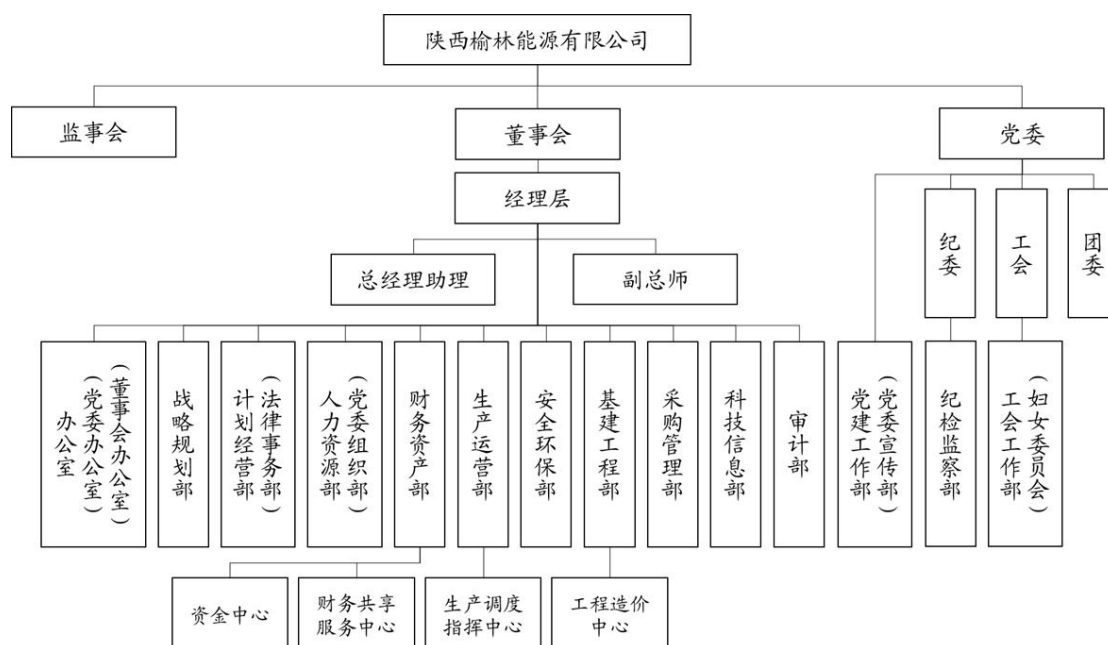 陕西榆林能源有限公司
监事会
董事会
党委
经理层
总经理助理
副总师
纪委
工会
团委
办公室
(党委办公室)
(董事会办公室)
战略规划部
计划经营部
(法律事务部)
人力资源部
(党委组织部)
财务资产部
生产运营部
安全环保部
基建工程部
采购管理部
科技信息部
审计部
党建工作部
(党委宣传部)
纪检监察部
工会工作部
(妇女委员会)
资金中心
财务共享
服务中心
生产调度
指挥中心
工程造价
中心